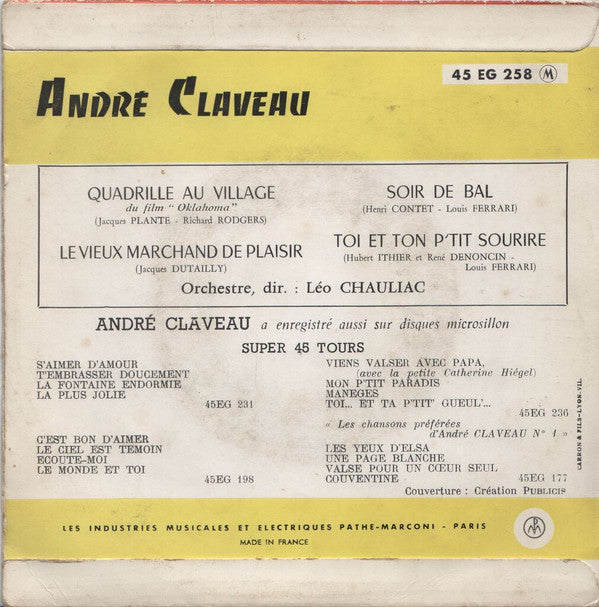 45 EG 258 M
ANDRÉ CLAVEAU
QUADRILLE AU VILLAGE
du film "Oklahoma"
(Jacques PLANTE - Richard RODGERS)
SOIR DE BAL
(Henri CONTET - Louis FERRARI)
LE VIEUX MARCHAND DE PLAISIR
(Jacques DUTAILLY)
TOI ET TON P'TIT SOURIRE
(Hubert ITHIER et René DENONCIN -
Louis FERRARI)
Orchestre, dir. : Léo CHAULIAC
ANDRÉ CLAVEAU a enregistré aussi sur disques microsillon
SUPER 45 TOURS
S'AIMER D'AMOUR
T'EMBRASSER DOUCEMENT
LA FONTAINE ENDORMIE
LA PLUS JOLIE
45EG 231
VIENS VALSER AVEC PAPA,
(avec la petite Catherine Hiégel)
MON P'TIT PARADIS
MANEGES
TOI... ET TA P'TIT' GUEUL'...
45EG 236
C'EST BON D'AIMER
LE CIEL EST TEMOIN
ECOUTE-MOI
LE MONDE ET TOI
45EG 198
« Les chansons préférées
d'André CLAVEAU N° 1 »
LES YEUX D'ELSA
UNE PAGE BLANCHE
VALSE POUR UN CŒUR SEUL
COUVENTINE
45EG 177
Couverture : Création PUBLICIS
CARRON & FILS-LYON.VII.
LES INDUSTRIES MUSICALES ET ELECTRIQUES PATHE-MARCONI - PARIS
MADE IN FRANCE